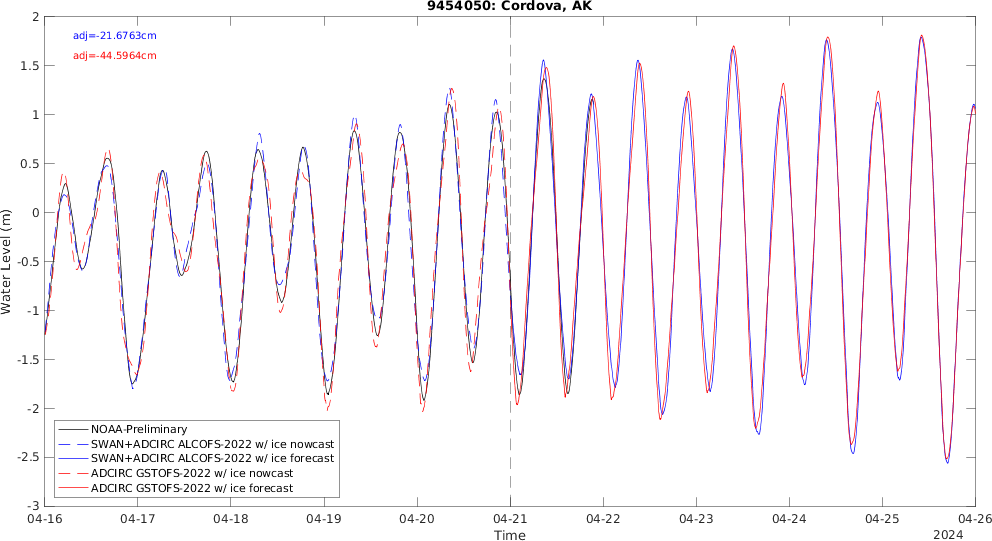 9454050: Cordova, AK
adj=-21.6763cm
adj=-44.5964cm
2
1.5
1
0.5
0
-0.5
-1
-1.5
-2
-2.5
-3
Water Level (m)
NOAA-Preliminary
SWAN+ADCIRC ALCOFS-2022 w/ ice nowcast
SWAN+ADCIRC ALCOFS-2022 w/ ice forecast
ADCIRC GSTOFS-2022 w/ ice nowcast
ADCIRC GSTOFS-2022 w/ ice forecast
04-16 04-17 04-18 04-19 04-20 04-21 04-22 04-23 04-24 04-25 04-26
Time
2024